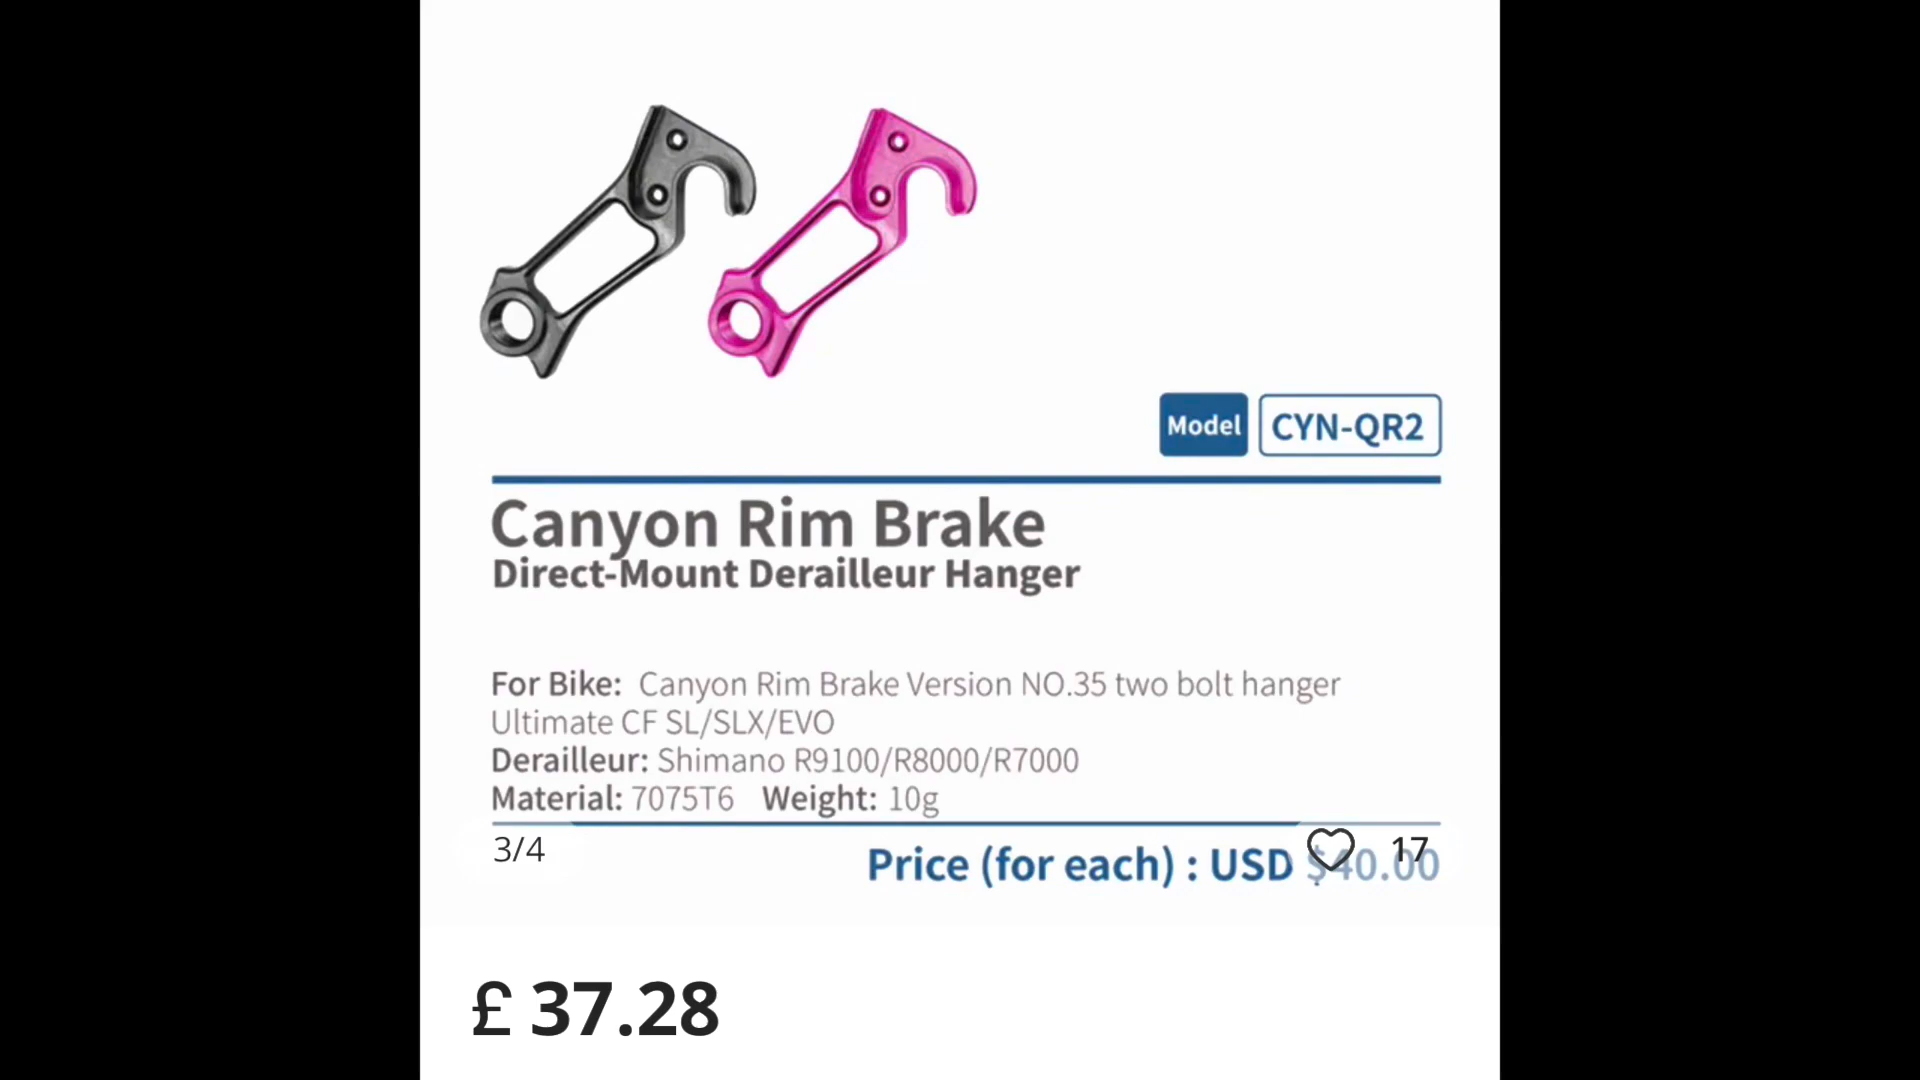 Model CYN-QR2
Canyon Rim Brake
Direct-Mount Derailleur Hanger
For Bike: Canyon Rim Brake Version NO.35 two bolt hanger
Ultimate CF SL/SLX/EVO
Derailleur: Shimano R9100/R8000/R7000
Material: 7075T6 Weight: 10g
3/4
17
Price (for each) : USD $40.00
£ 37.28